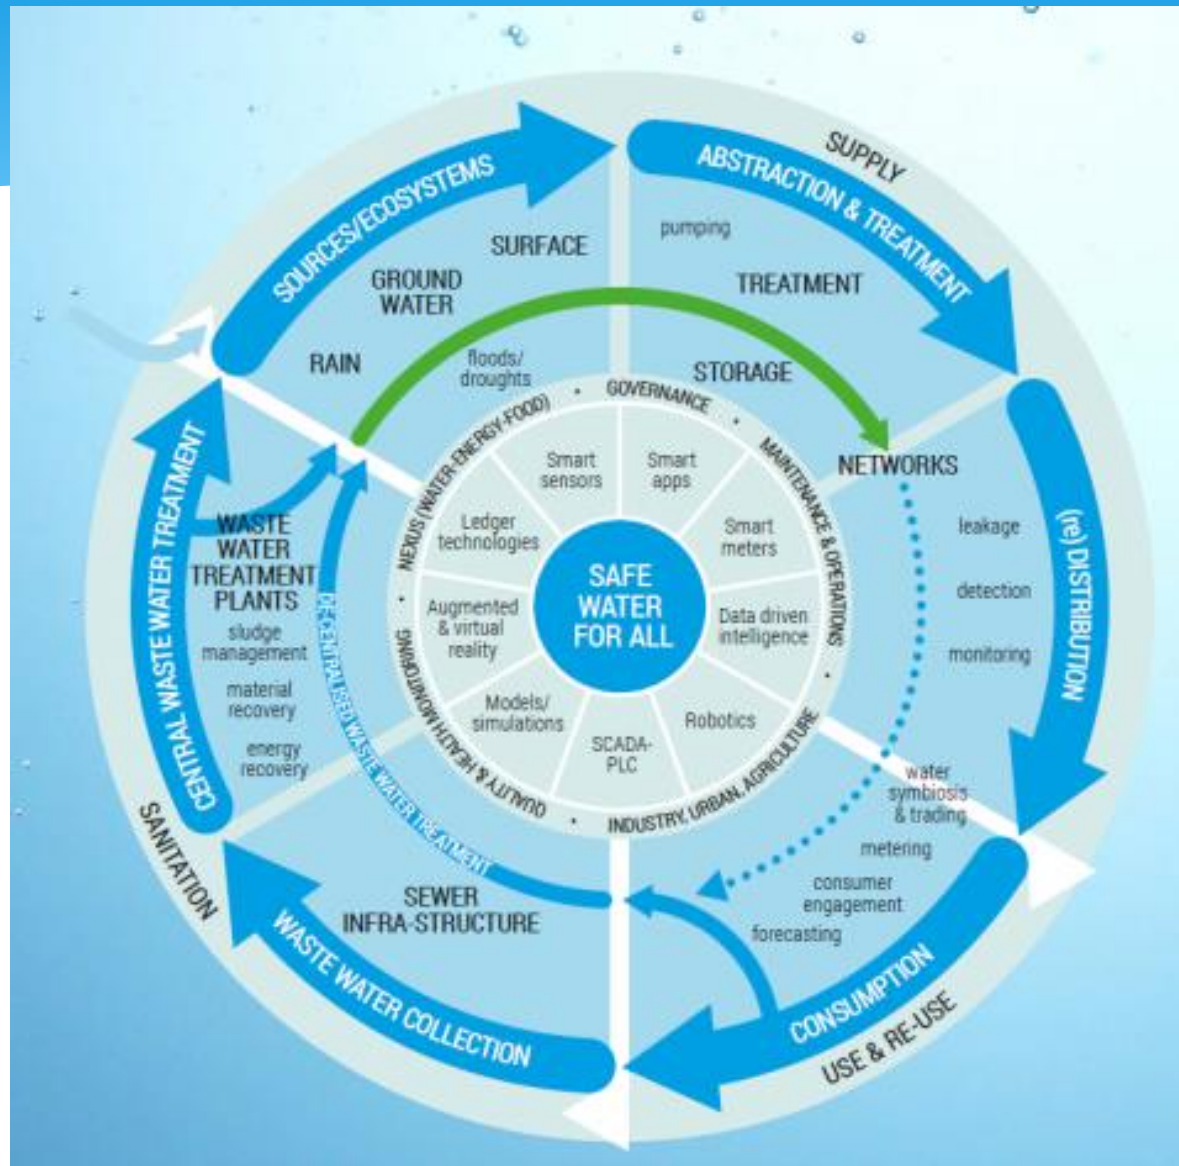 SUPPLY
SOURCES/ECOSYSTEMS
ABSTRACTION & TREATMENT
SURFACE
pumping
GROUND
WATER
TREATMENT
RAIN
floods/
droughts
STORAGE
NETWORKS
(re) DISTRIBUTION
leakage
detection
monitoring
water
symbiosis
& trading
metering
consumer
engagement
forecasting
CONSUMPTION
USE & RE-USE
WASTE WATER COLLECTION
SEWER
INFRA-STRUCTURE
DE-CENTRALISED WASTE WATER TREATMENT
SANITATION
CENTRAL WASTE WATER TREATMENT
WASTE
WATER
TREATMENT
PLANTS
sludge
management
material
recovery
energy
recovery
NEXUS (WATER-ENERGY-FOOD)
• GOVERNANCE •
MAINTENANCE & OPERATIONS •
INDUSTRY, URBAN, AGRICULTURE •
QUALITY & HEALTH MONITORING •
Smart
sensors
Smart
apps
Smart
meters
Data driven
intelligence
Robotics
SCADA-
PLC
Models/
simulations
Augmented
& virtual
reality
Ledger
technologies
SAFE
WATER
FOR ALL